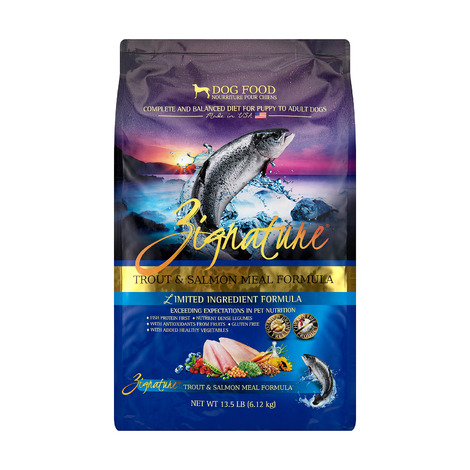 DOG FOOD
NOURRITURE POUR CHIENS
COMPLETE AND BALANCED DIET FOR PUPPY TO ADULT DOGS
Made in USA
Zignature
TROUT & SALMON MEAL FORMULA
LIMITED INGREDIENT FORMULA
EXCEEDING EXPECTATIONS IN PET NUTRITION
• FISH PROTEIN FIRST • NUTRIENT DENSE LEGUMES
• WITH ANTIOXIDANTS FROM FRUITS • GLUTEN FREE
• WITH ADDED HEALTHY VEGETABLES
Zignature
TROUT & SALMON MEAL FORMULA
NET WT 13.5 LB (6.12 kg)